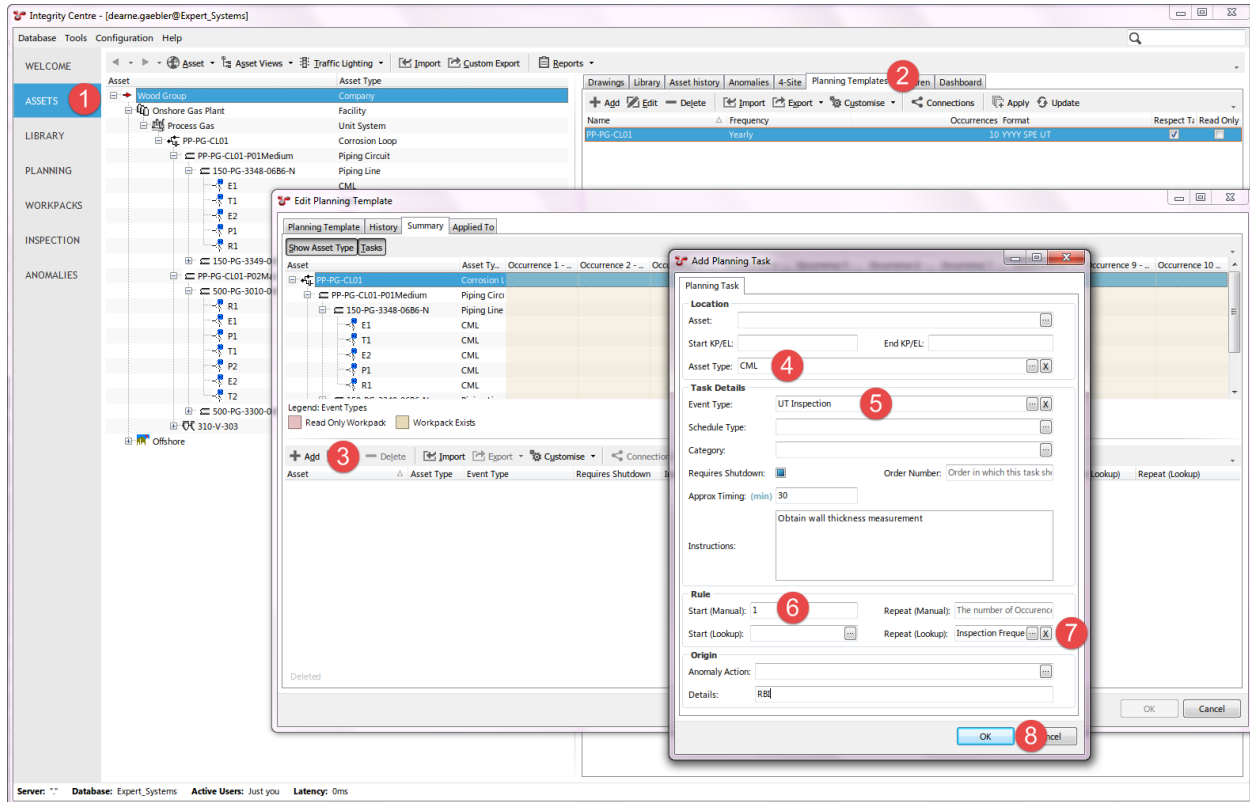 Integrity Centre - [dearne.gaebler@Expert_Systems]
Database Tools Configuration Help
WELCOME
ASSETS
LIBRARY
PLANNING
WORKPACKS
INSPECTION
ANOMALIES
1
Asset Asset Views Traffic Lighting Import Custom Export Reports
Asset Asset Type
Wood Group Company
Onshore Gas Plant Facility
Process Gas Unit System
PP-PG-CL01 Corrosion Loop
PP-PG-CL01-P01Medium Piping Circuit
150-PG-3348-06B6-N Piping Line
E1 CML
T1
E2
P1
R1
150-PG-3349-0
PP-PG-CL01-P02Ma
500-PG-3010-0
R1
E1
P1
T1
P2
E2
T2
500-PG-3300-0
310-V-303
Offshore
Drawings Library Asset history Anomalies 4-Site Planning Templates 2 ren Dashboard
Add Edit Delete Import Export Customise Connections Apply Update
Name Frequency Occurrences Format Respect Ta Read Only
PP-PG-CL01 Yearly 10 YYYY SPE UT
Edit Planning Template
Planning Template History Summary Applied To
Show Asset Type Tasks
Asset Asset Ty... Occurrence 1 - ... Occurrence 2 - ... Occu currence 9 - ... Occurrence 10 ...
PP-PG-CL01 Corrosion L
PP-PG-CL01-P01Medium Piping Circu
150-PG-3348-06B6-N Piping Line
E1 CML
T1 CML
E2 CML
P1 CML
R1 CML
Legend: Event Types
Read Only Workpack Workpack Exists
Add 3 Delete Import Export Customise Connection
Asset Asset Type Event Type Requires Shutdown Lookup) Repeat (Lookup)
Deleted
OK Cancel
Add Planning Task
Planning Task
Location
Asset: ...
Start KP/EL: End KP/EL:
Asset Type: CML 4 ... X
Task Details
Event Type: UT Inspection 5 ... X
Schedule Type: ...
Category: ...
Requires Shutdown: Order Number: Order in which this task sho
Approx Timing: (min) 30
Instructions: Obtain wall thickness measurement
Rule
Start (Manual): 1 6 Repeat (Manual): The number of Occurenc
Start (Lookup): ... Repeat (Lookup): Inspection Freque ... X 7
Origin
Anomaly Action: ...
Details: RBI
OK 8 ncel
Server: "." Database: Expert_Systems Active Users: Just you Latency: 0ms